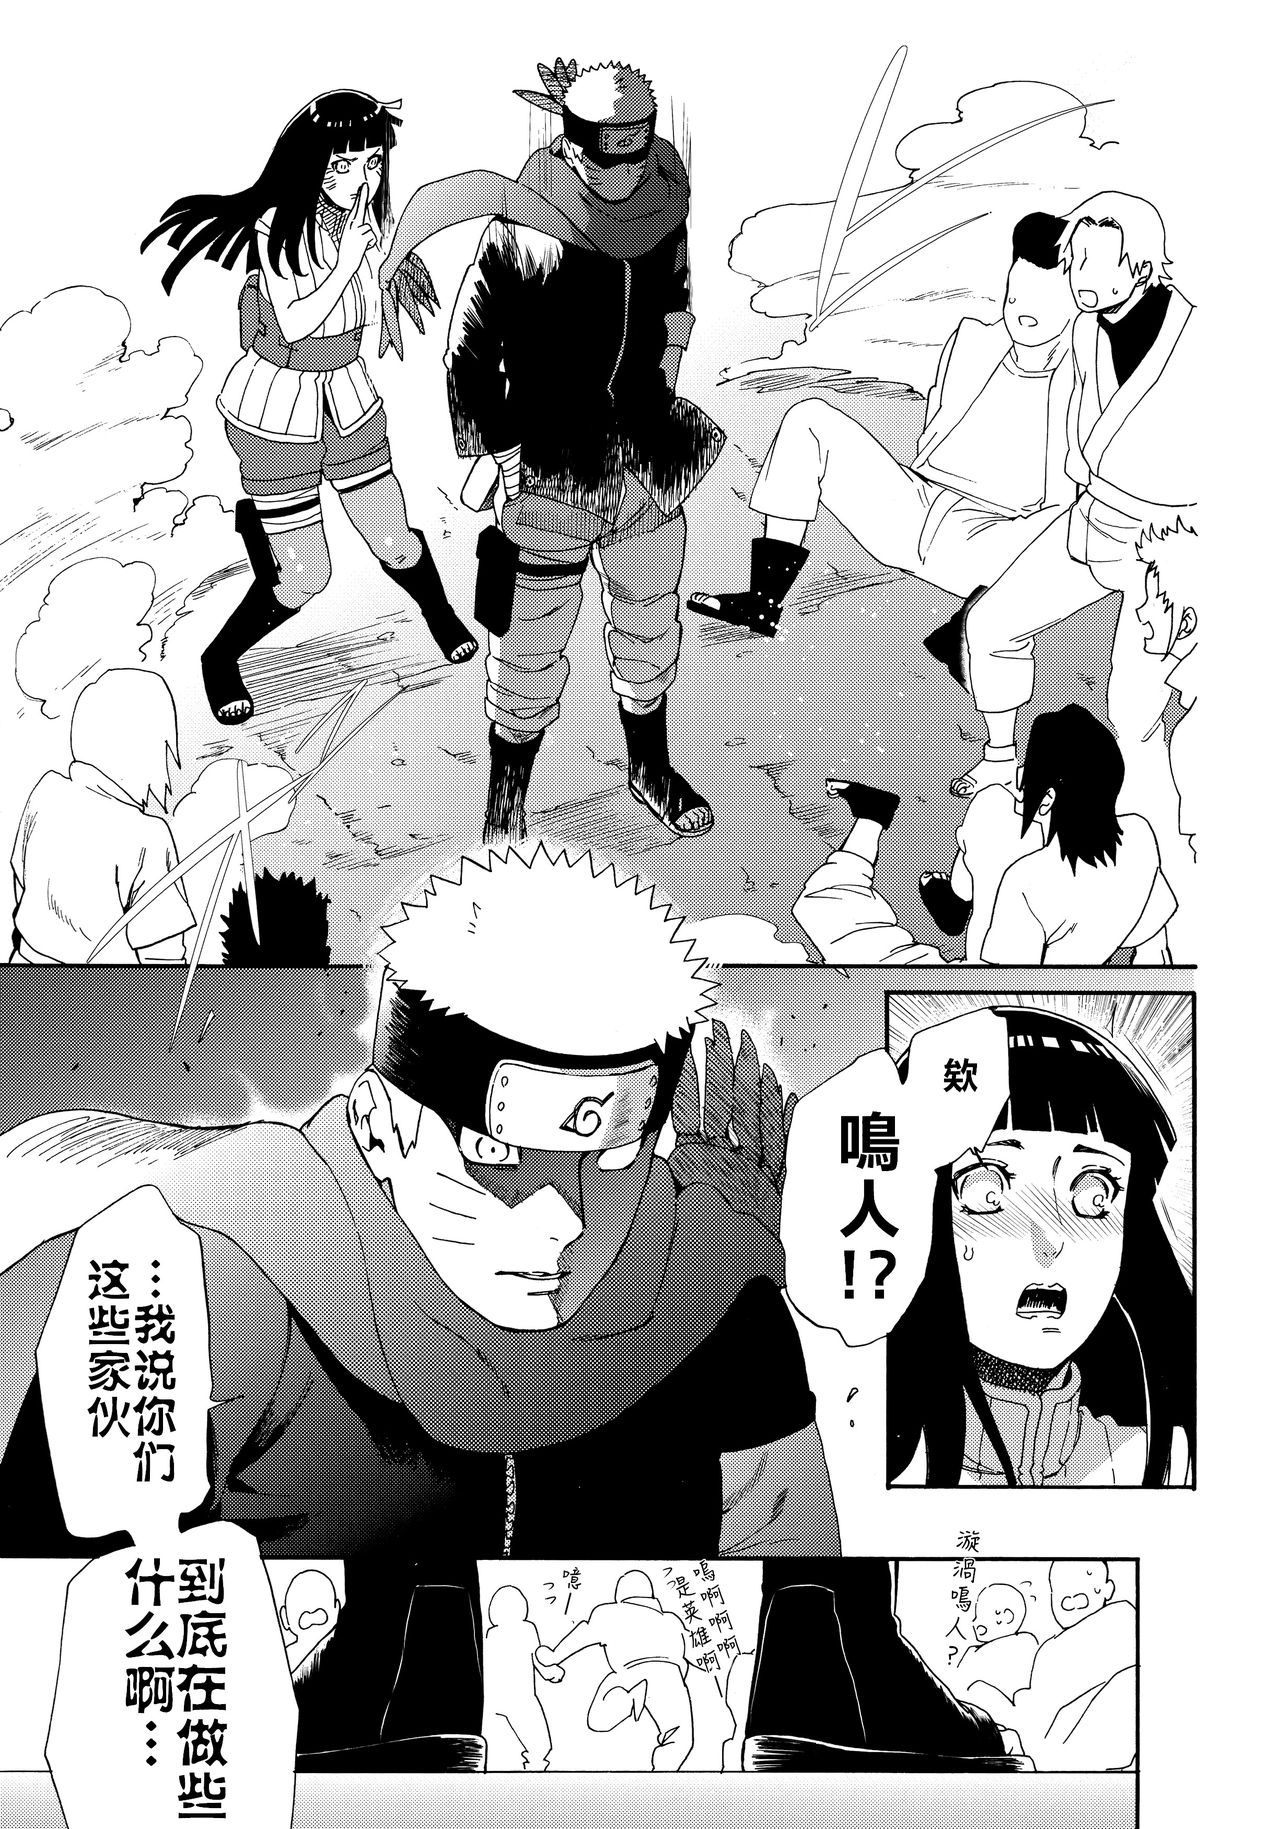 欸
鳴人!?
…我说你们
这些家伙
到底在做些
什么啊…
漩渦鳴人?
嗚啊啊啊
是英雄啊—
噫—